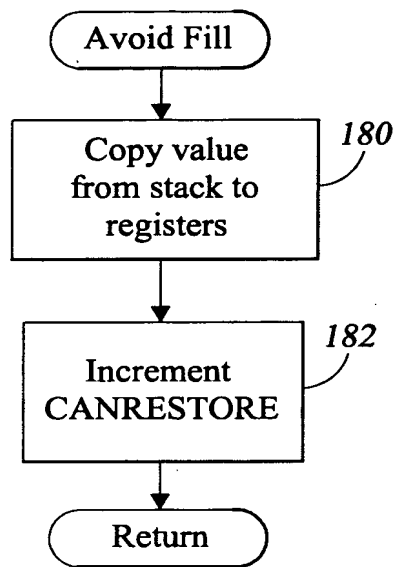 Avoid Fill
Copy value
from stack to
registers
180
Increment
CANRESTORE
182
Return